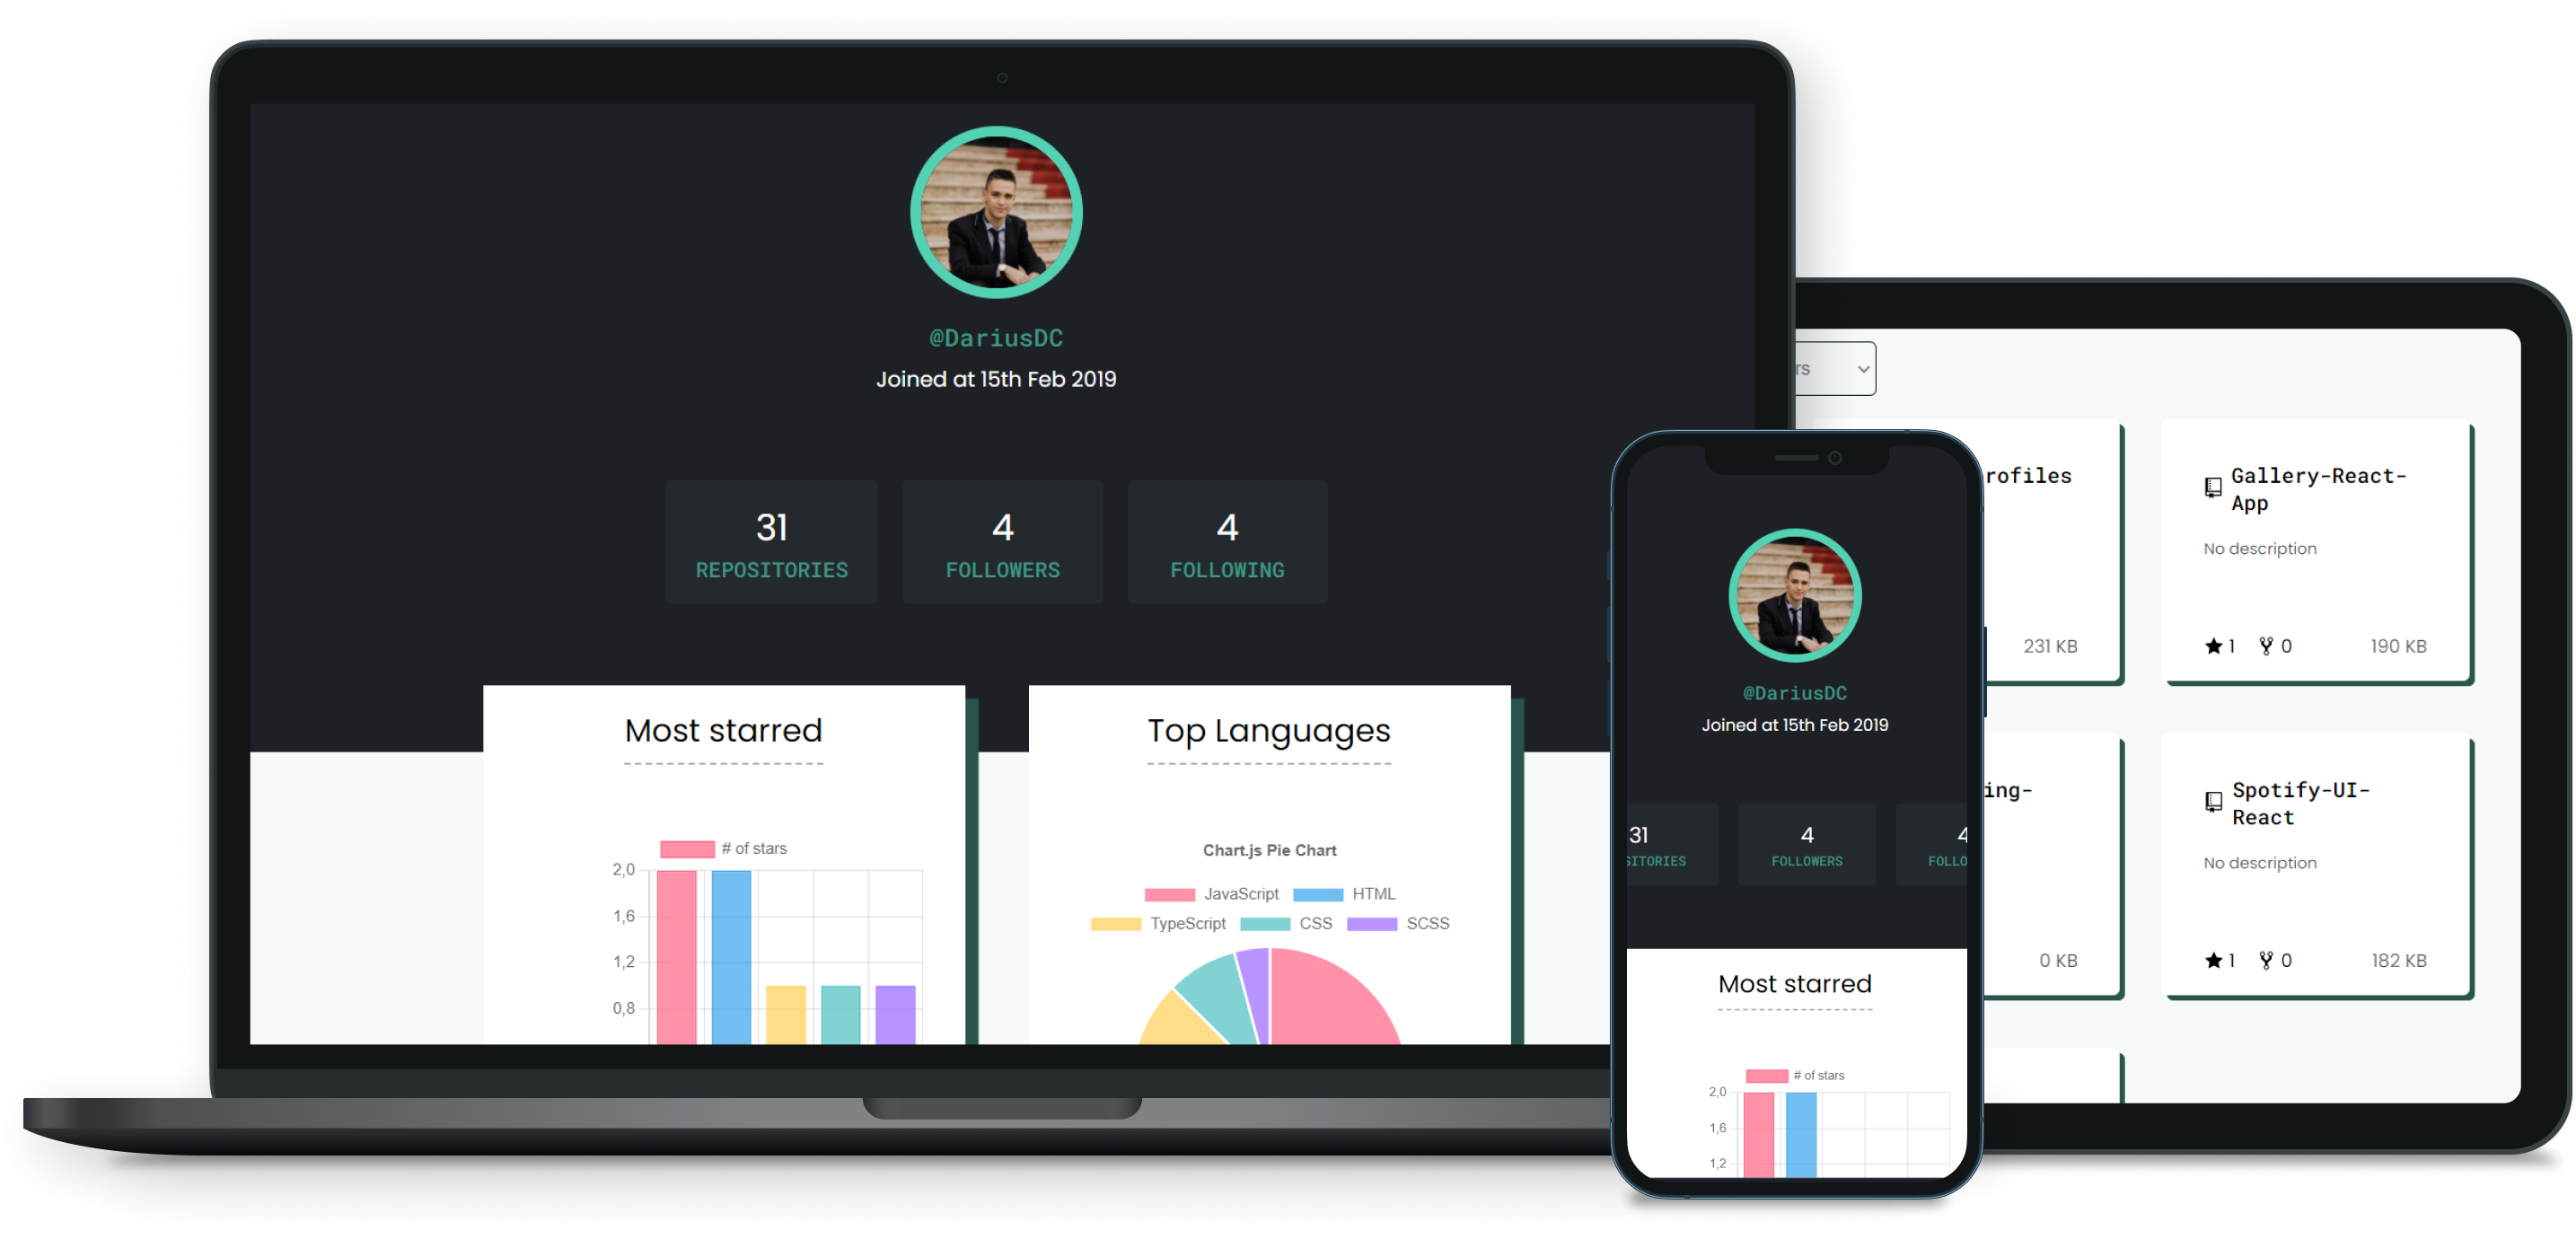 @DariusDC
Joined at 15th Feb 2019
31
REPOSITORIES
4
FOLLOWERS
4
FOLLOWING
Most starred
# of stars
2,0
1,6
1,2
0,8
Top Languages
Chart.js Pie Chart
JavaScript
HTML
TypeScript
CSS
SCSS
@DariusDC
Joined at 15th Feb 2019
31
SITORIES
4
FOLLOWERS
4
FOLLO
Most starred
# of stars
2,0
1,6
1,2
rs
rofiles
231 KB
Gallery-React-
App
No description
1
0
190 KB
ing-
0 KB
Spotify-UI-
React
No description
1
0
182 KB